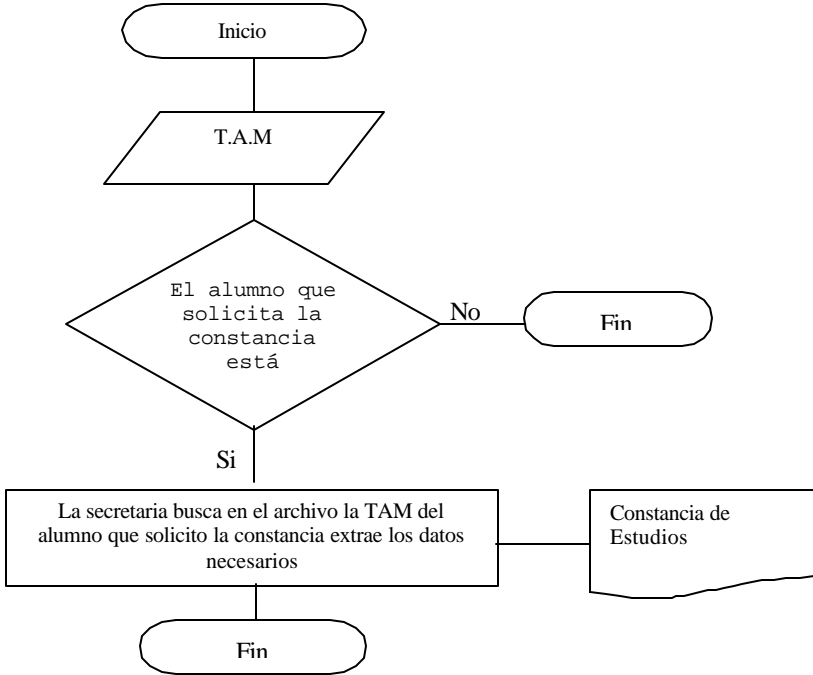 Inicio
T.A.M
El alumno que
solicita la
constancia
está
No
Fin
Si
La secretaria busca en el archivo la TAM del
alumno que solicito la constancia extrae los datos
necesarios
Constancia de
Estudios
Fin